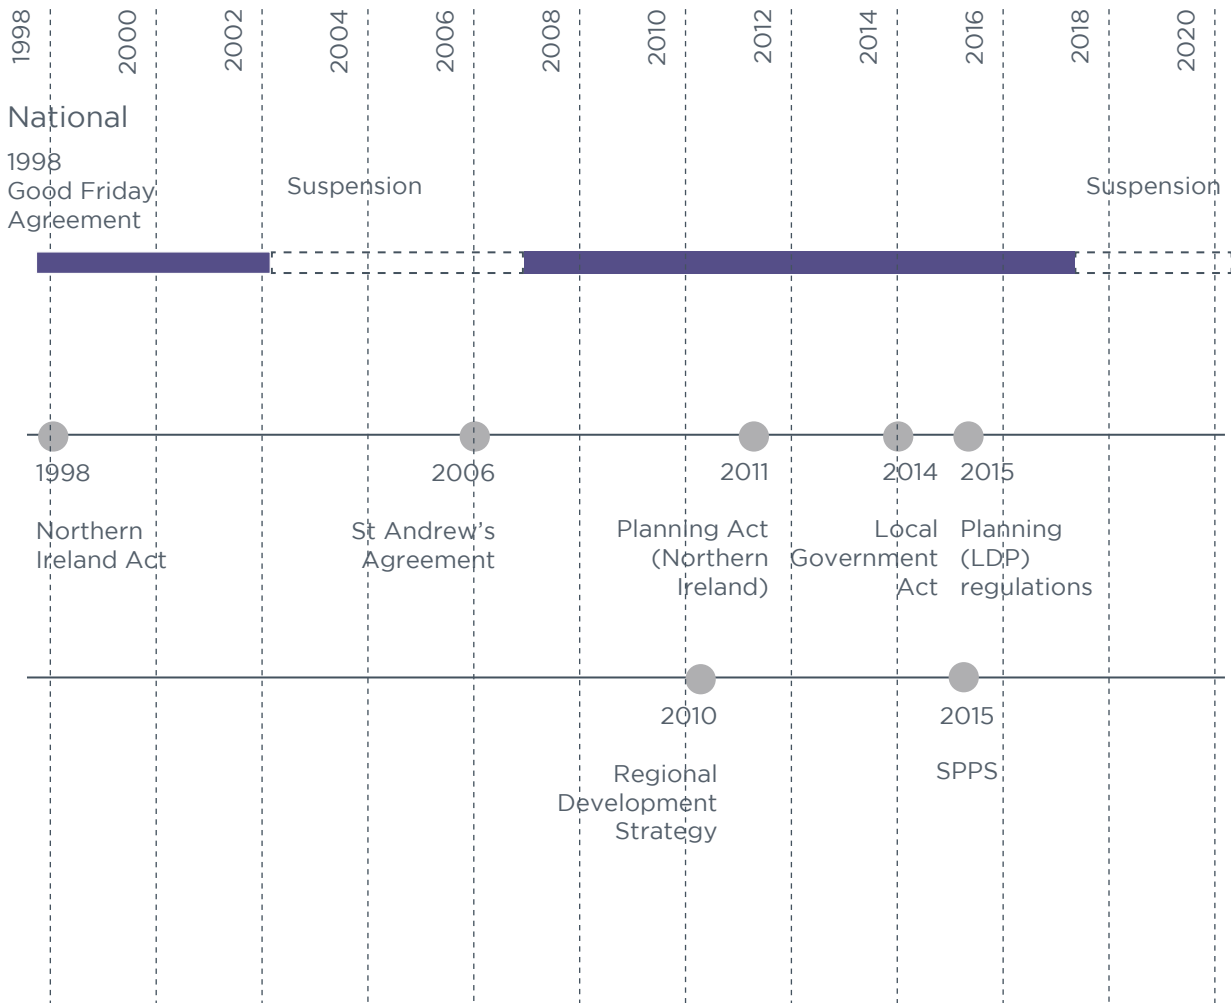 1998
2000
2002
2004
2006
2008
2010
2012
2014
2016
2018
2020
National
1998
Good Friday
Agreement
Suspension
Suspension
1998
Northern
Ireland Act
2006
St Andrew's
Agreement
2011
Planning Act
(Northern
Ireland)
2014
Local
Government
Act
2015
Planning
(LDP)
regulations
2010
Regional
Development
Strategy
2015
SPPS